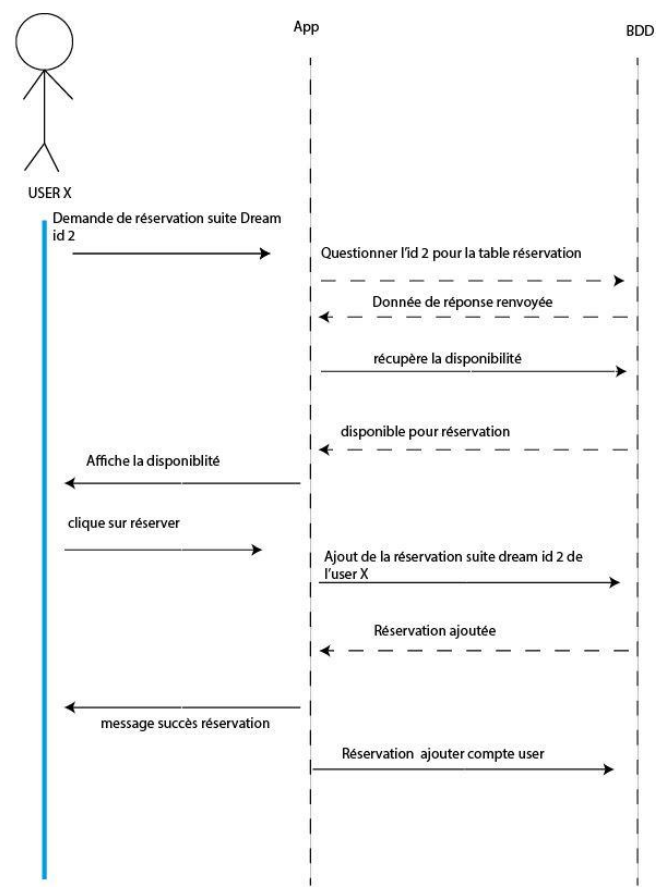 App
BDD
USER X
Demande de réservation suite Dream
id 2
Questionner l'id 2 pour la table réservation
Donnée de réponse renvoyée
récupère la disponibilité
disponible pour réservation
Affiche la disponiblité
clique sur réserver
Ajout de la réservation suite dream id 2 de
l'user X
Réservation ajoutée
message succès réservation
Réservation ajouter compte user